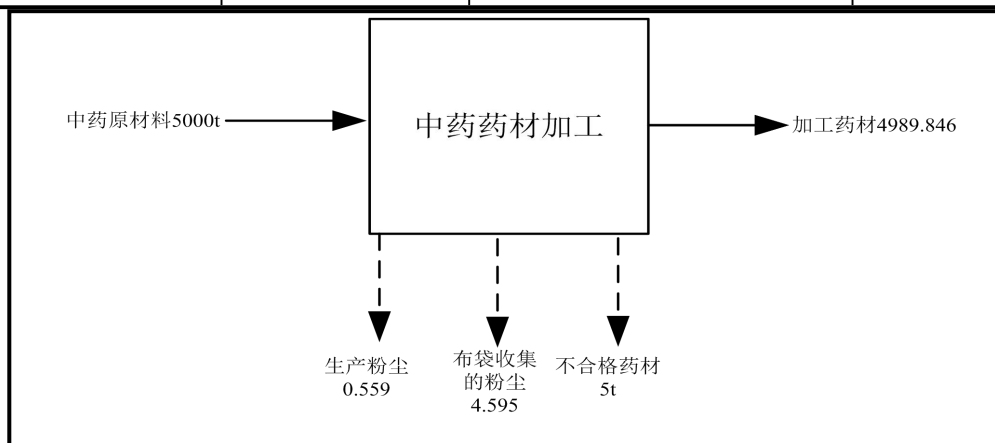 中药原材料5000t
中药药材加工
加工药材4989.846
生产粉尘
0.559
布袋收集
的粉尘
4.595
不合格药材
5t